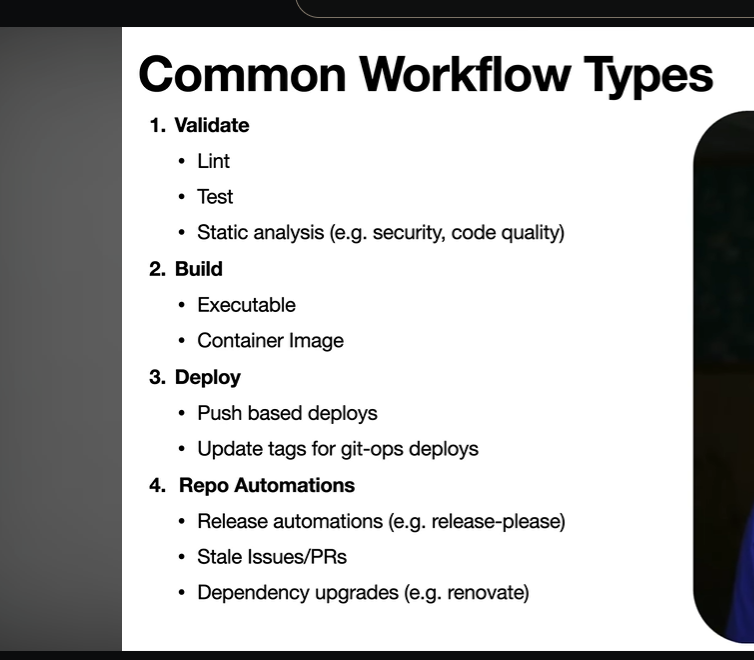 Common Workflow Types
1. Validate
• Lint
• Test
• Static analysis (e.g. security, code quality)
2. Build
• Executable
• Container Image
3. Deploy
• Push based deploys
• Update tags for git-ops deploys
4. Repo Automations
• Release automations (e.g. release-please)
• Stale Issues/PRs
• Dependency upgrades (e.g. renovate)